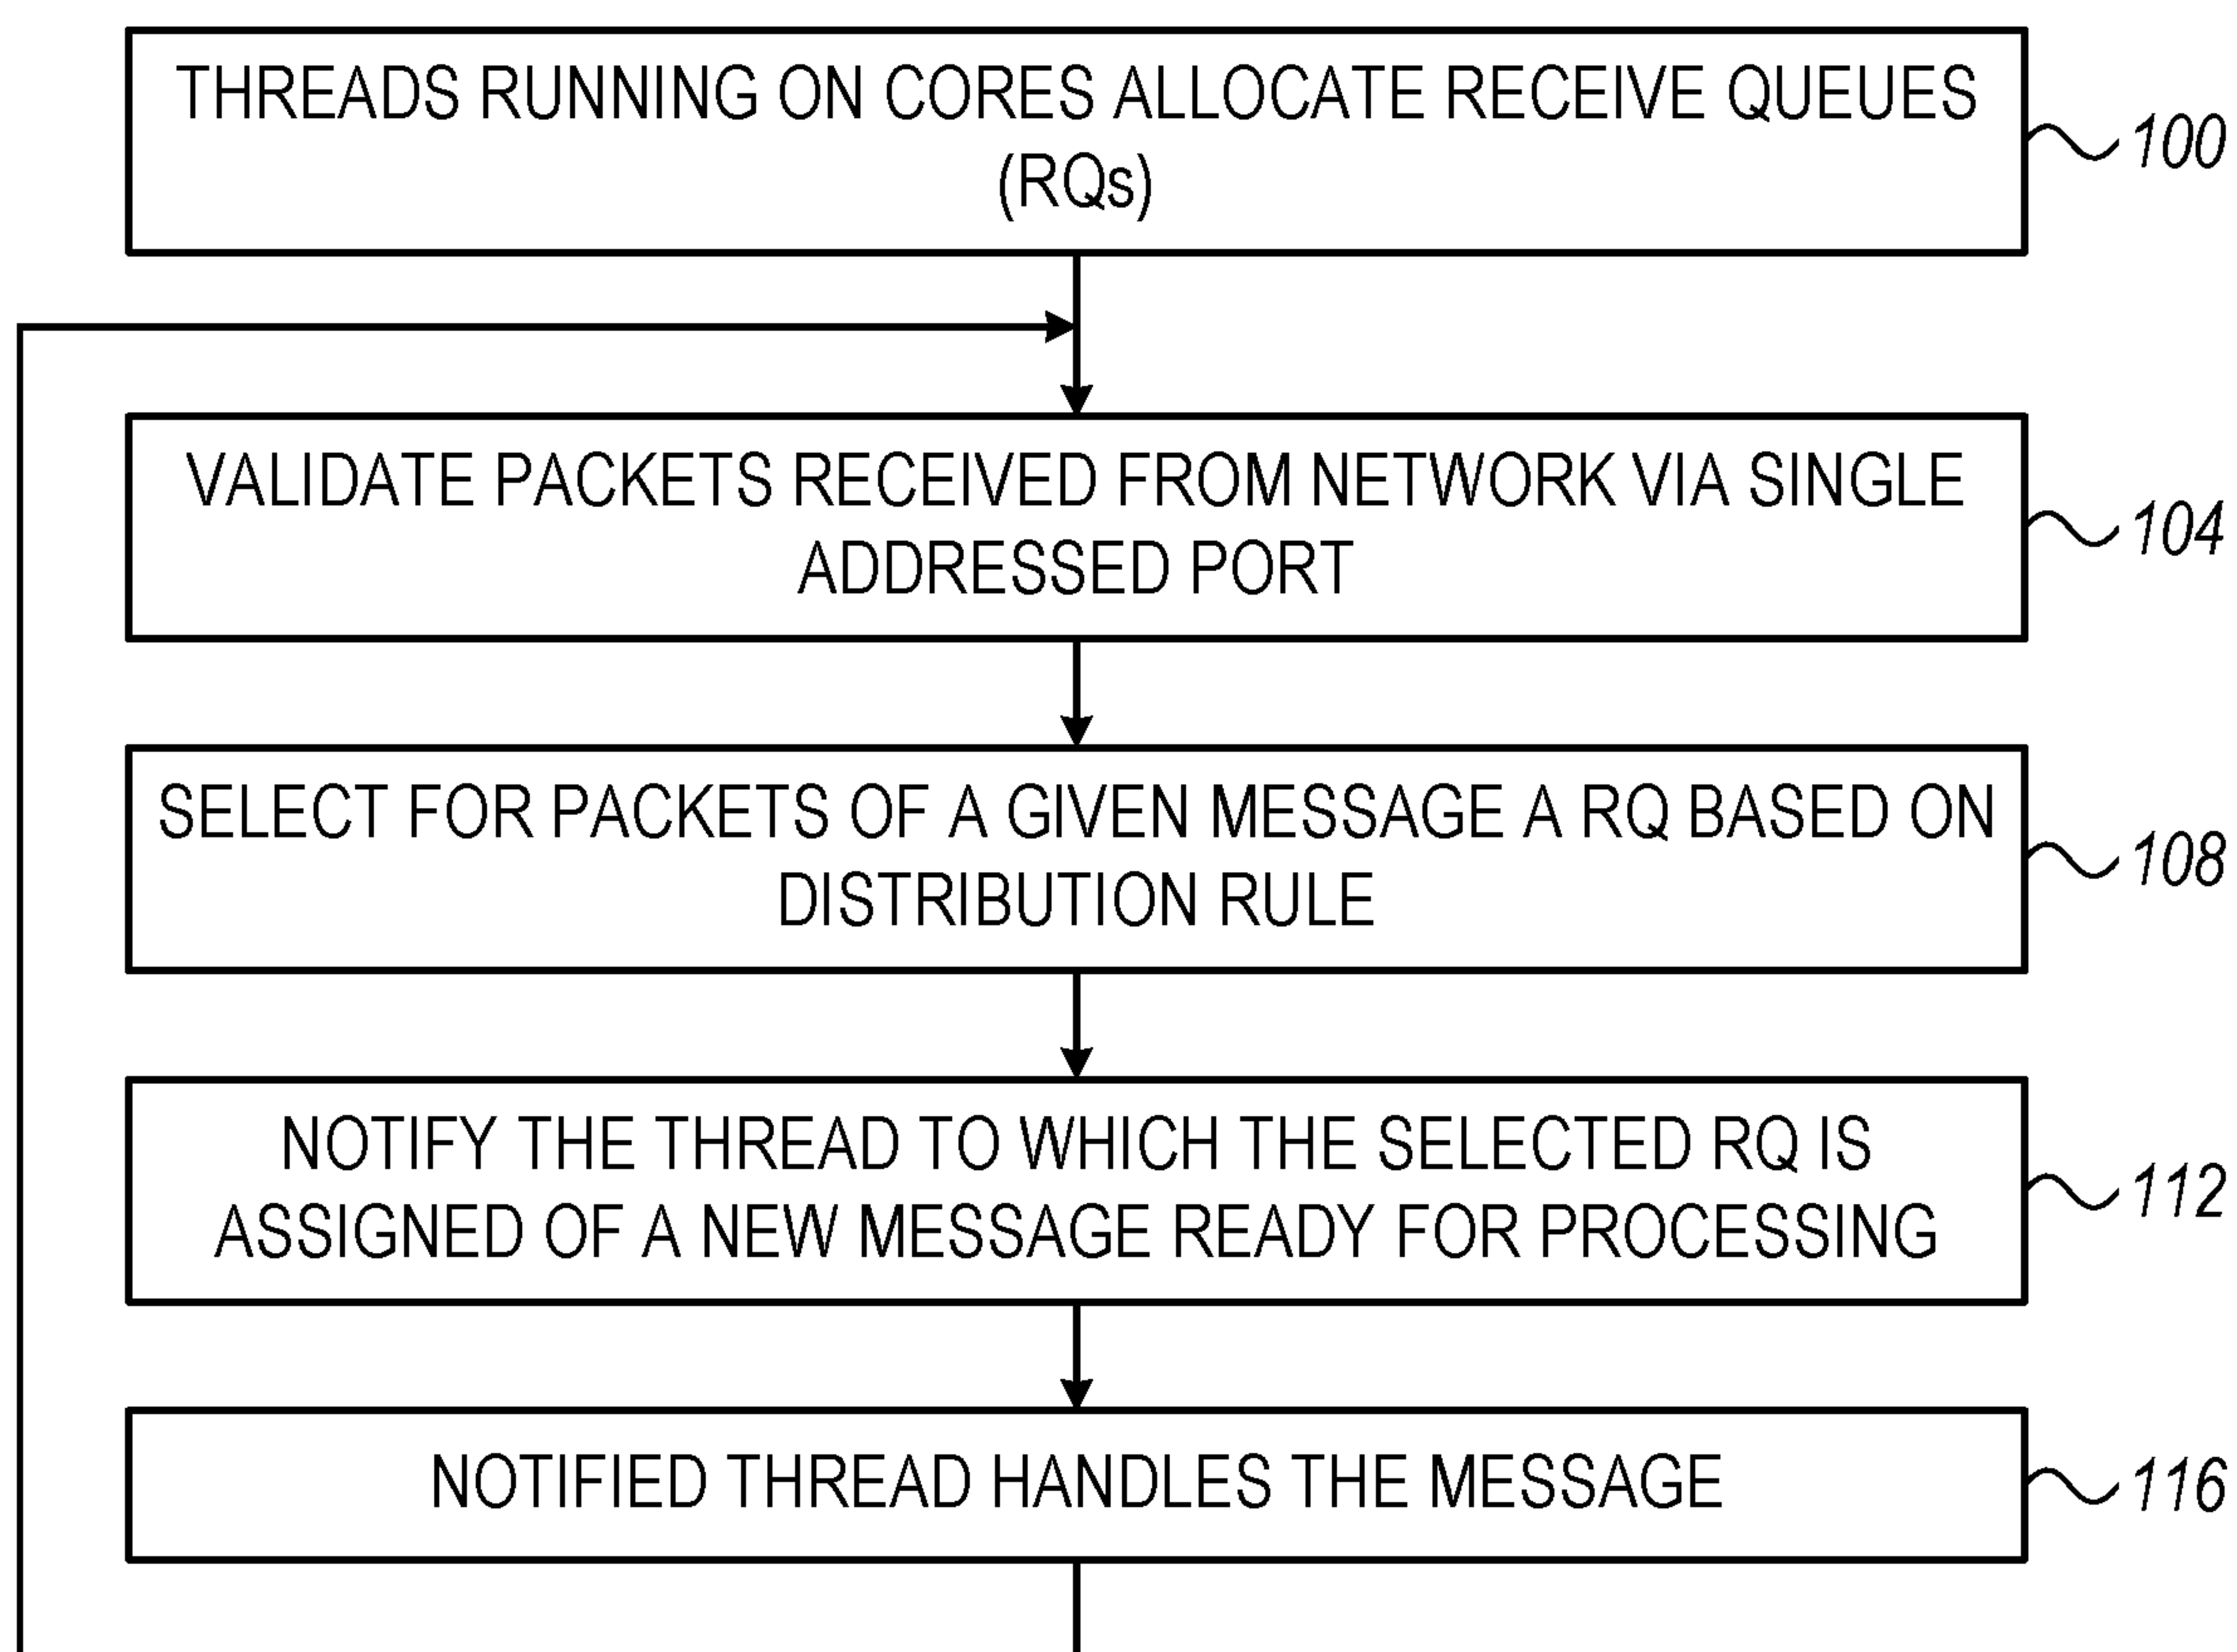 THREADS RUNNING ON CORES ALLOCATE RECEIVE QUEUES
(RQs)
100
VALIDATE PACKETS RECEIVED FROM NETWORK VIA SINGLE
ADDRESSED PORT
104
SELECT FOR PACKETS OF A GIVEN MESSAGE A RQ BASED ON
DISTRIBUTION RULE
108
NOTIFY THE THREAD TO WHICH THE SELECTED RQ IS
ASSIGNED OF A NEW MESSAGE READY FOR PROCESSING
112
NOTIFIED THREAD HANDLES THE MESSAGE
116